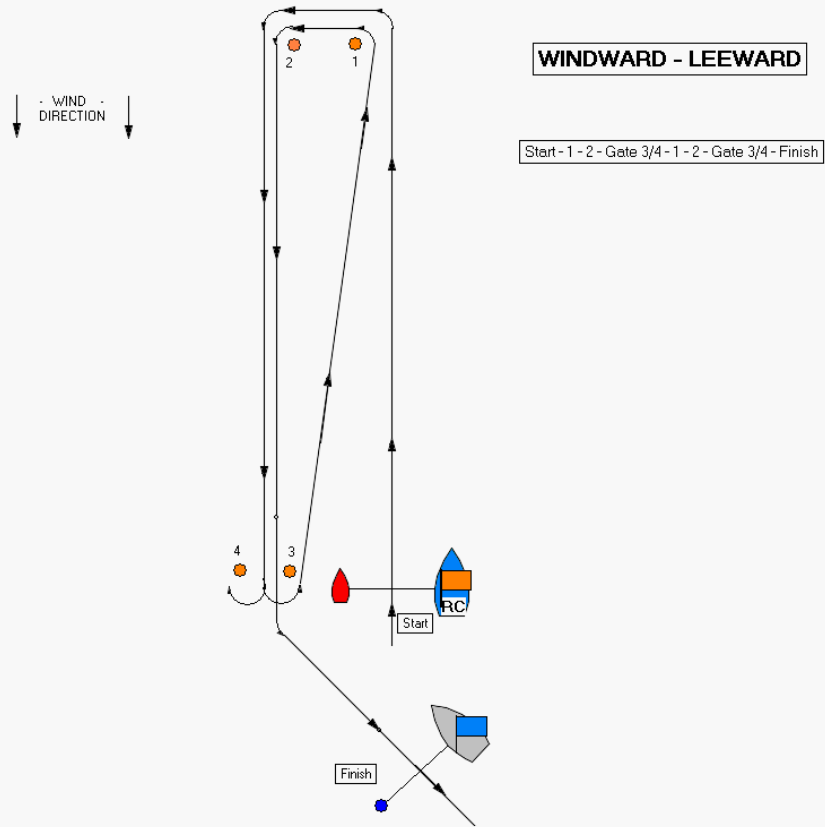 WINDWARD - LEEWARD
2
1
- WIND -
DIRECTION
Start - 1 - 2 - Gate 3/4 - 1 - 2 - Gate 3/4 - Finish
4
3
RC
Start
Finish